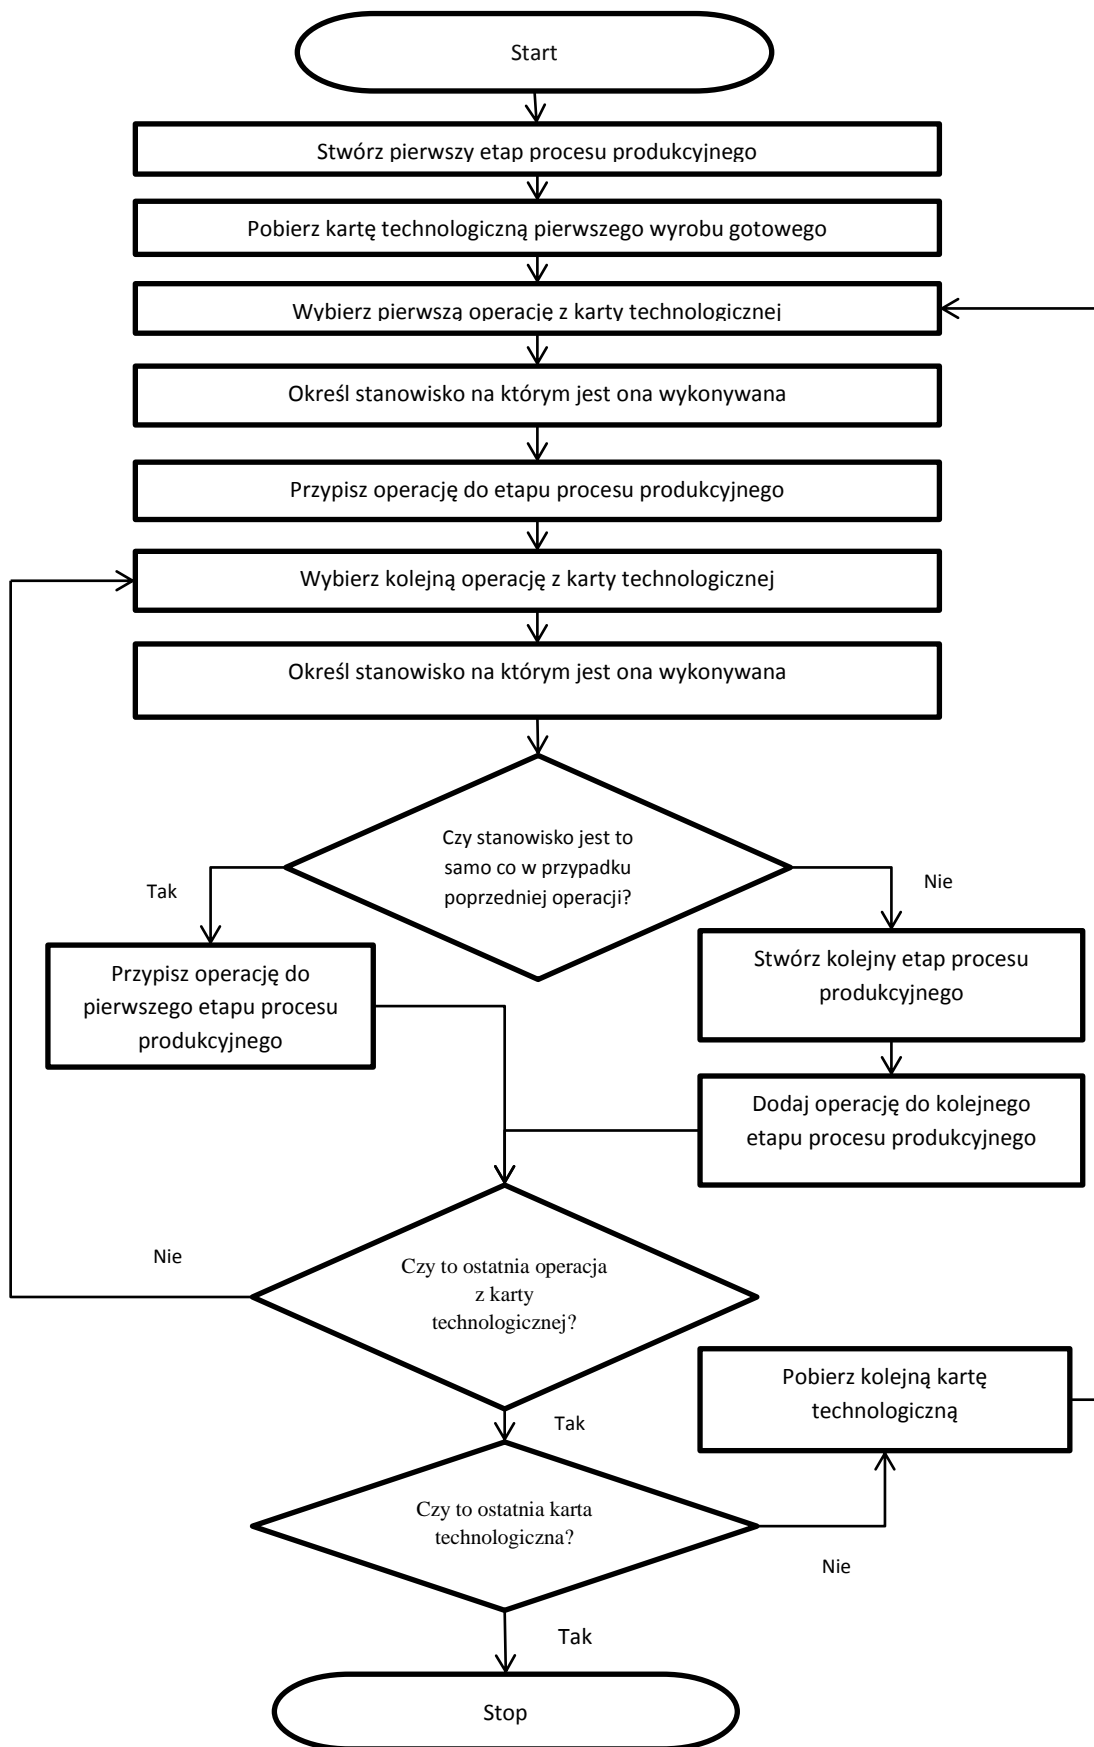 Start
Stwórz pierwszy etap procesu produkcyjnego
Pobierz kartę technologiczną pierwszego wyrobu gotowego
Wybierz pierwszą operację z karty technologicznej
Określ stanowisko na którym jest ona wykonywana
Przypisz operację do etapu procesu produkcyjnego
Wybierz kolejną operację z karty technologicznej
Określ stanowisko na którym jest ona wykonywana
Czy stanowisko jest to
samo co w przypadku
poprzedniej operacji?
Tak
Nie
Przypisz operację do
pierwszego etapu procesu
produkcyjnego
Stwórz kolejny etap procesu
produkcyjnego
Dodaj operację do kolejnego
etapu procesu produkcyjnego
Nie
Czy to ostatnia operacja
z karty
technologicznej?
Pobierz kolejną kartę
technologiczną
Tak
Czy to ostatnia karta
technologiczna?
Nie
Tak
Stop